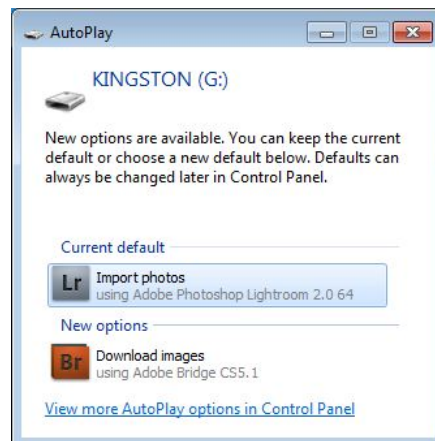 AutoPlay
KINGSTON (G:)
New options are available. You can keep the current
default or choose a new default below. Defaults can
always be changed later in Control Panel.
Current default
Lr
Import photos
using Adobe Photoshop Lightroom 2.0 64
New options
Br
Download images
using Adobe Bridge CS5.1
View more AutoPlay options in Control Panel